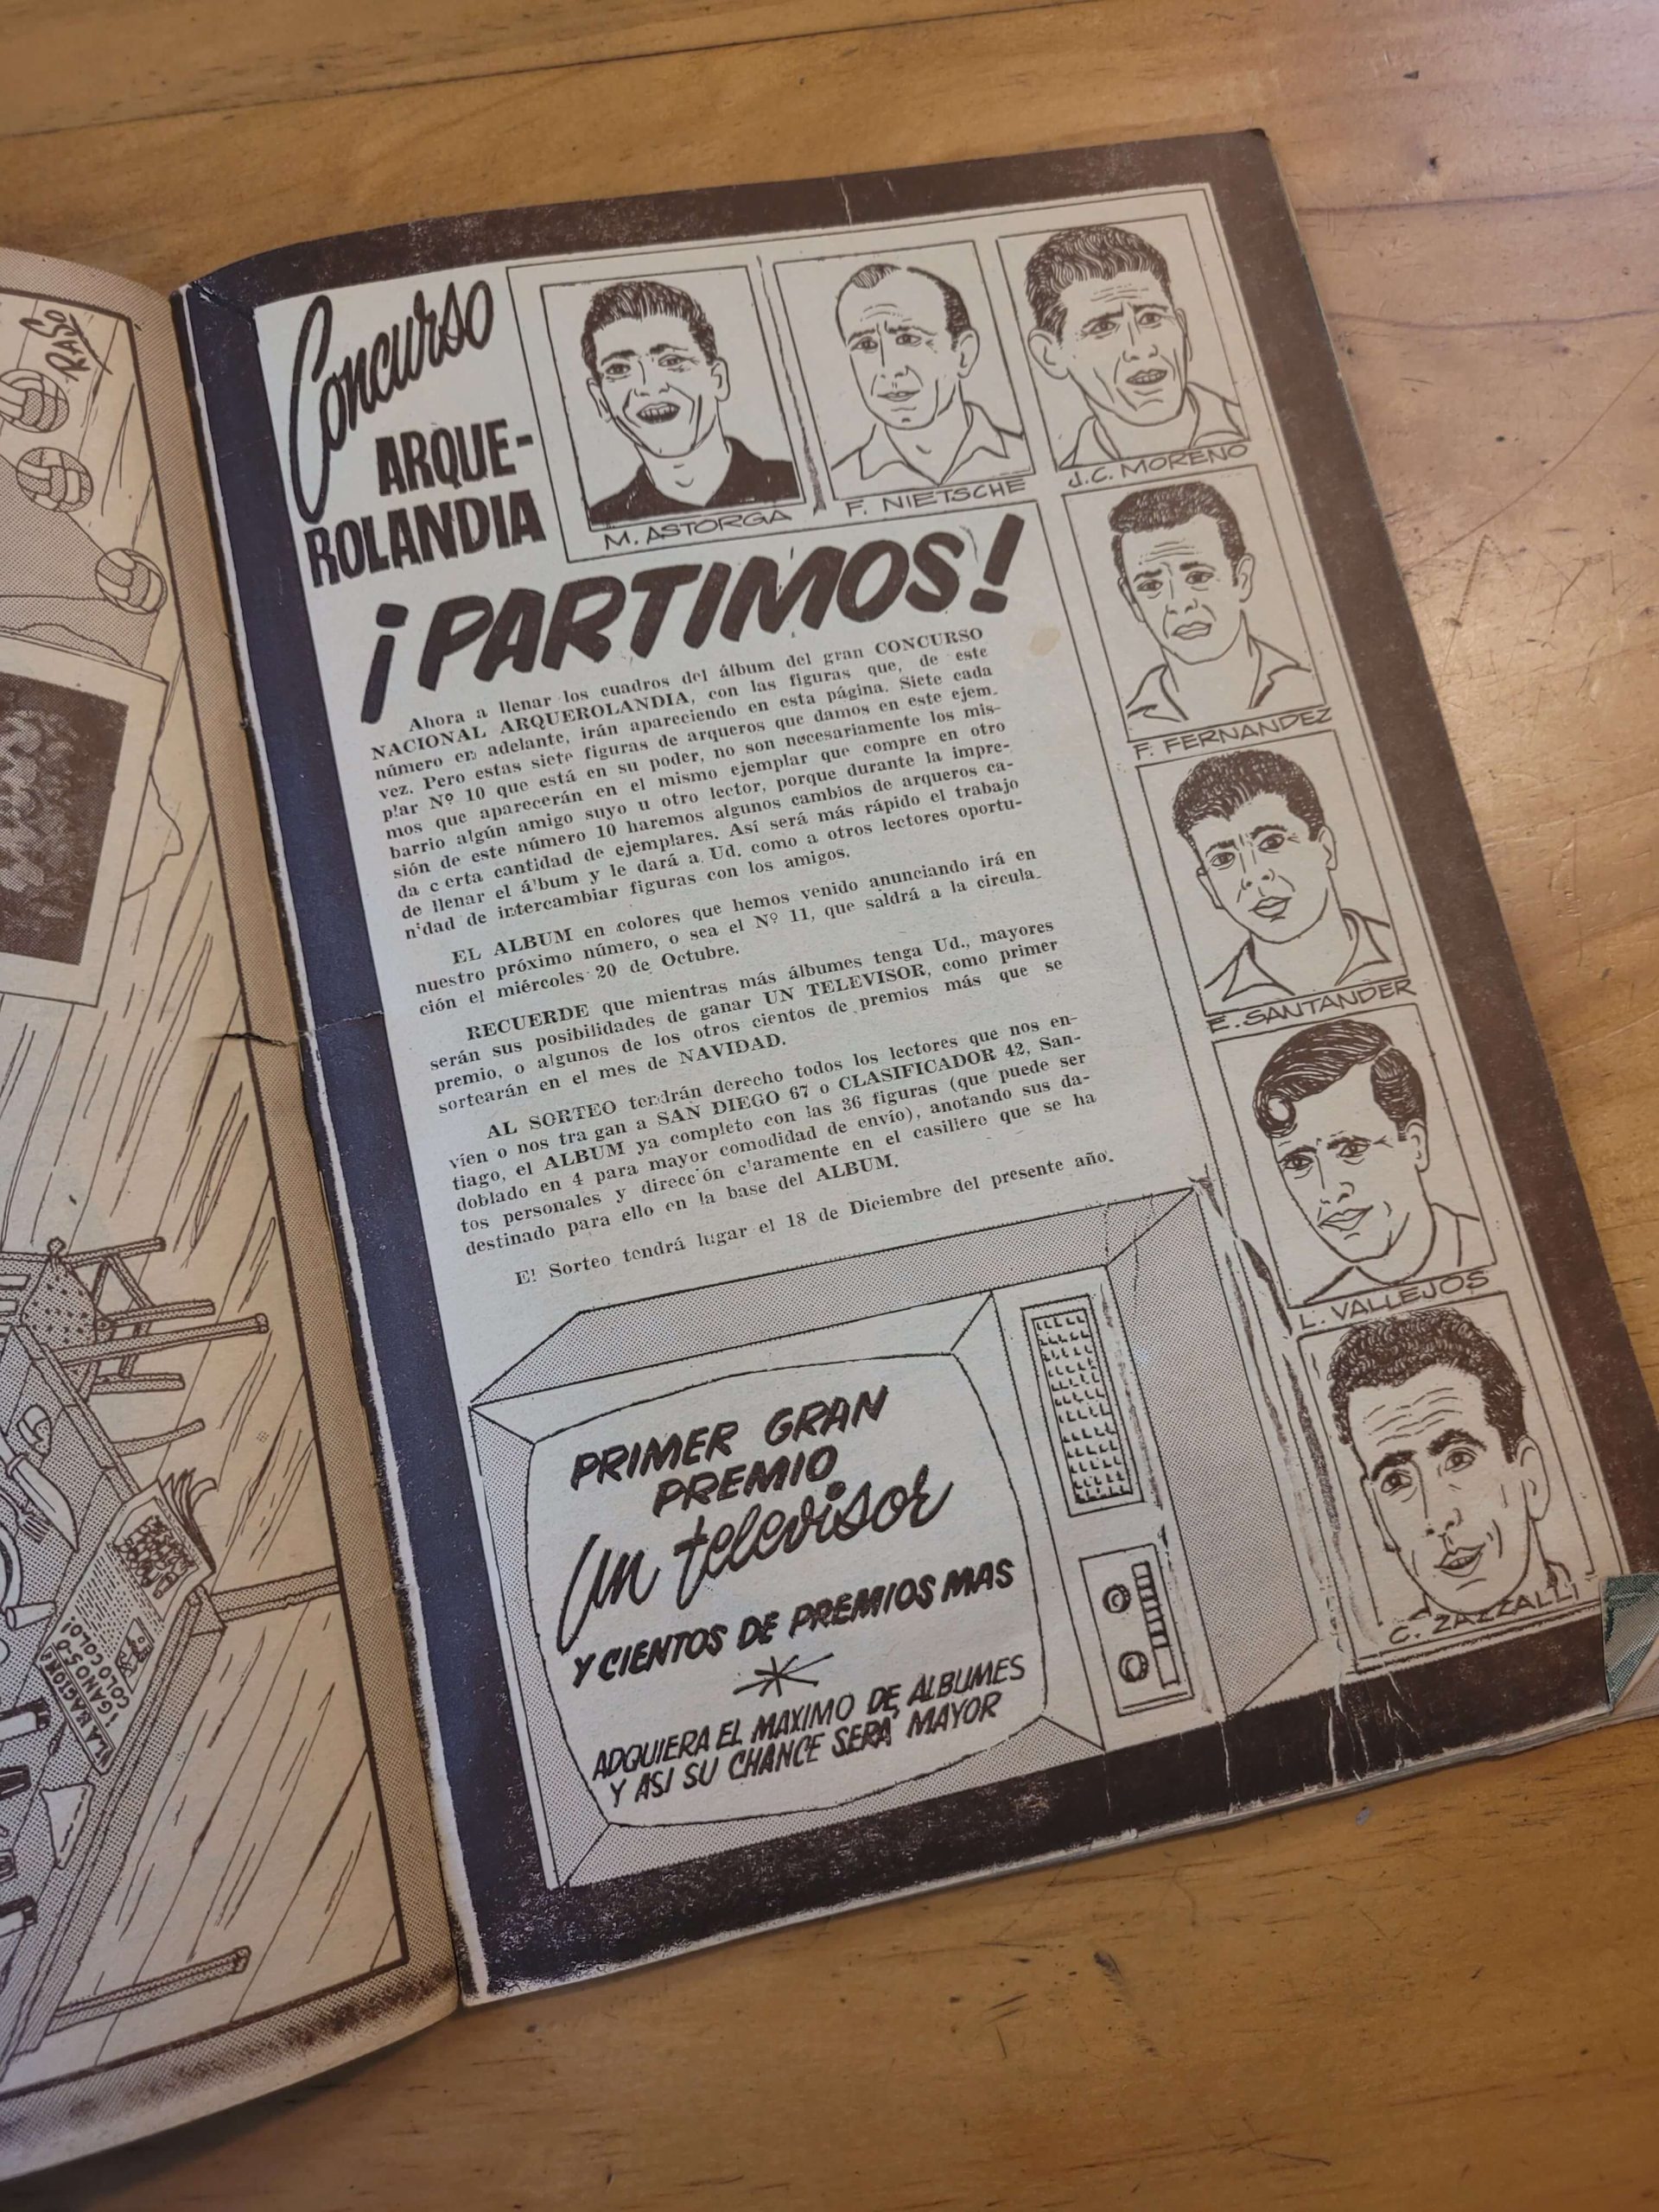 RASO
Concurso
ARQUE-
ROLANDIA
M. ASTORGA
F. NIETSCHE
J.C. MORENO
¡PARTIMOS!
Ahora a llenar los cuadros del álbum del gran CONCURSO
NACIONAL ARQUEROLANDIA, con las figuras que, de este
número en adelante, irán apareciendo en esta página. Siete cada
vez. Pero estas siete figuras de arqueros que damos en este ejem-
plar Nº 10 que está en su poder, no son necesariamente los mis-
mos que aparecerán en el mismo ejemplar que compre en otro
barrio algún amigo suyo u otro lector, porque durante la impre-
sión de este número 10 haremos algunos cambios de arqueros ca-
da c erta cantidad de ejemplares. Así será más rápido el trabajo
de llenar el álbum y le dará a Ud. como a otros lectores oportu-
nidad de intercambiar figuras con los amigos.
EL ALBUM en colores que hemos venido anunciando irá en
nuestro próximo número, o sea el Nº 11, que saldrá a la circula-
ción el miércoles 20 de Octubre.
RECUERDE que mientras más álbumes tenga Ud., mayores
serán sus posibilidades de ganar UN TELEVISOR, como primer
premio, o algunos de los otros cientos de premios más que se
sortearán en el mes de NAVIDAD.
AL SORTEO tendrán derecho todos los lectores que nos en-
víen o nos tra gan a SAN DIEGO 67 o CLASIFICADOR 42, San-
tiago, el ALBUM ya completo con las 36 figuras (que puede ser
doblado en 4 para mayor comodidad de envío), anotando sus da-
tos personales y dirección claramente en el casillero que se ha
destinado para ello en la base del ALBUM.
El Sorteo tendrá lugar el 18 de Diciembre del presente año.
F. FERNANDEZ
E. SANTANDER
L. VALLEJOS
C. ZAZZALLI
PRIMER GRAN
PREMIO
Un televisor
Y CIENTOS DE PREMIOS MAS
ADQUIERA EL MAXIMO DE ALBUMES
Y ASI SU CHANCE SERA MAYOR
LA NACION
¡GANO 5-0
COLO COLO!